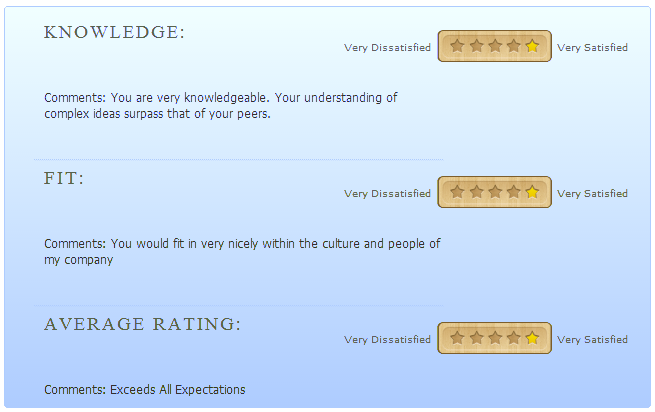 KNOWLEDGE:
Very Dissatisfied Very Satisfied
Comments: You are very knowledgeable. Your understanding of
complex ideas surpass that of your peers.
FIT:
Very Dissatisfied Very Satisfied
Comments: You would fit in very nicely within the culture and people of
my company
AVERAGE RATING:
Very Dissatisfied Very Satisfied
Comments: Exceeds All Expectations